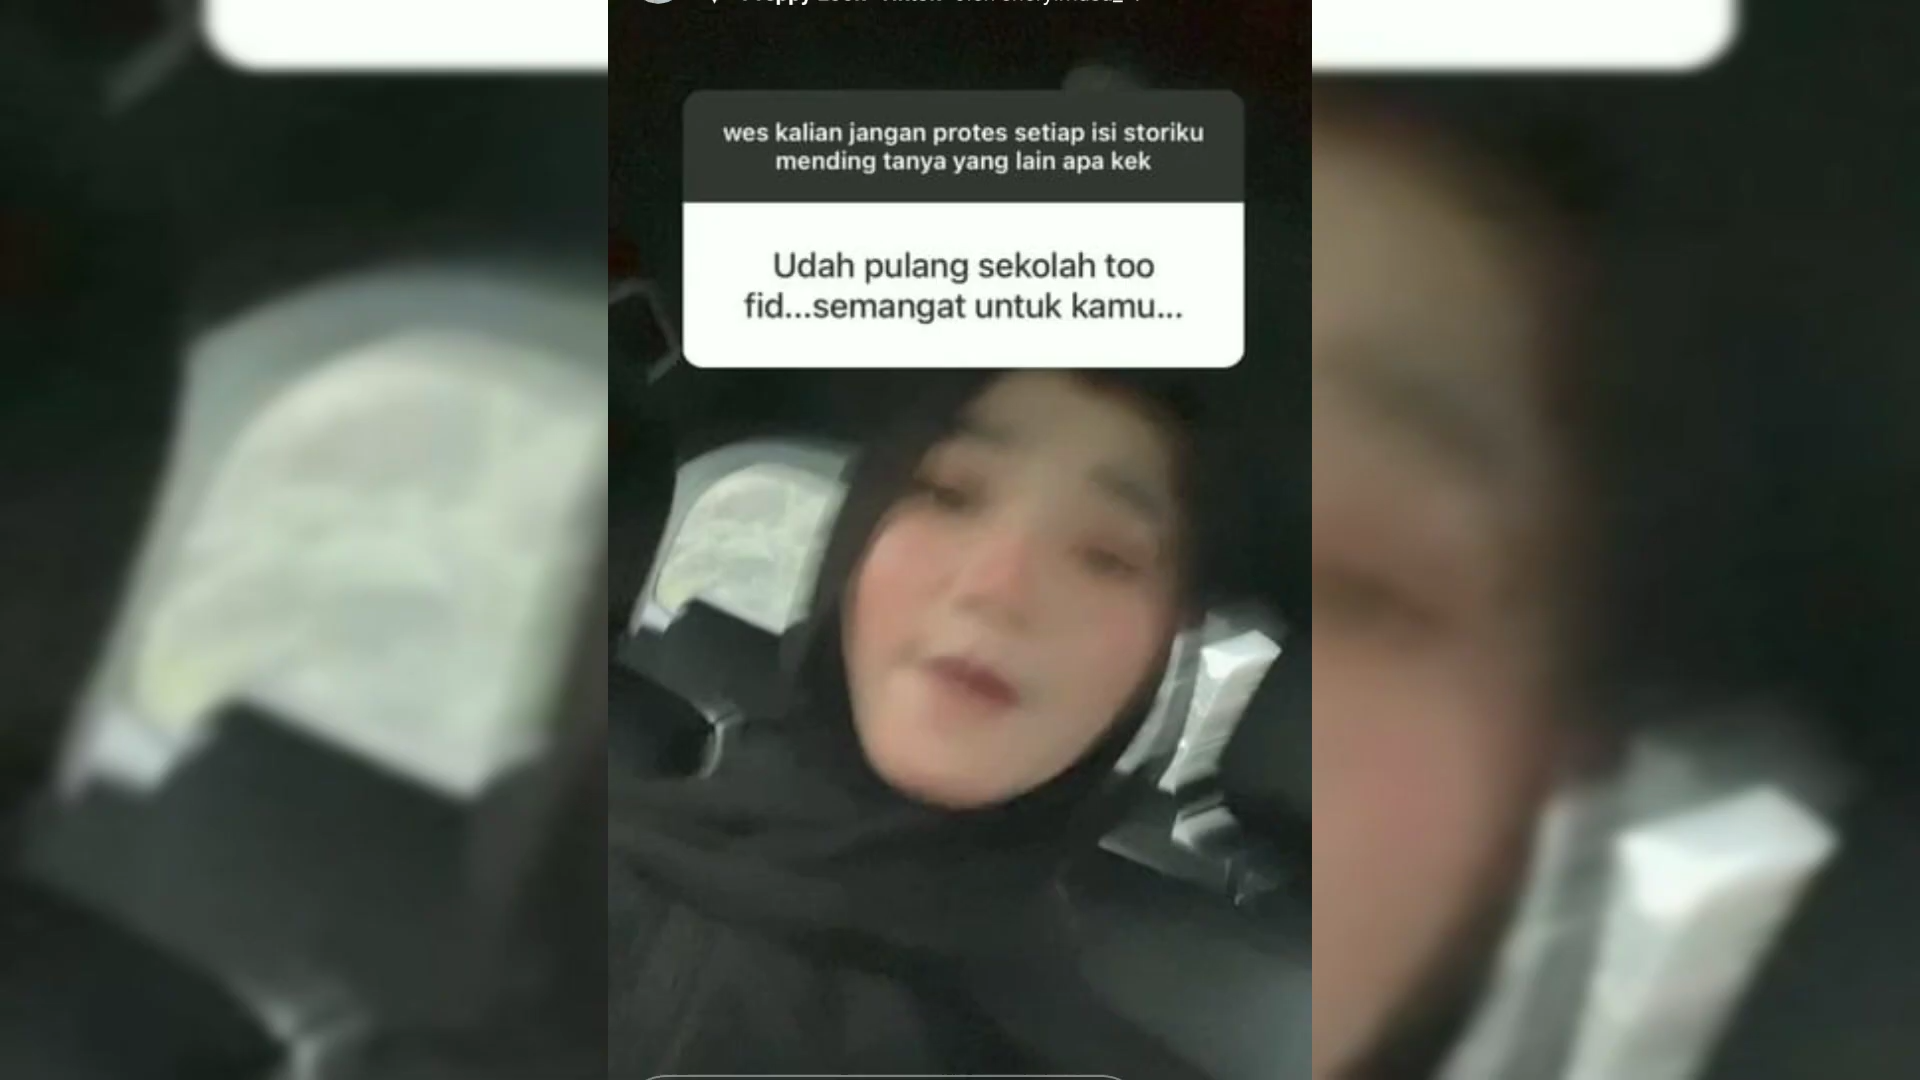 wes kalian jangan protes setiap isi storiku
mending tanya yang lain apa kek
Udah pulang sekolah too
fid...semangat untuk kamu...